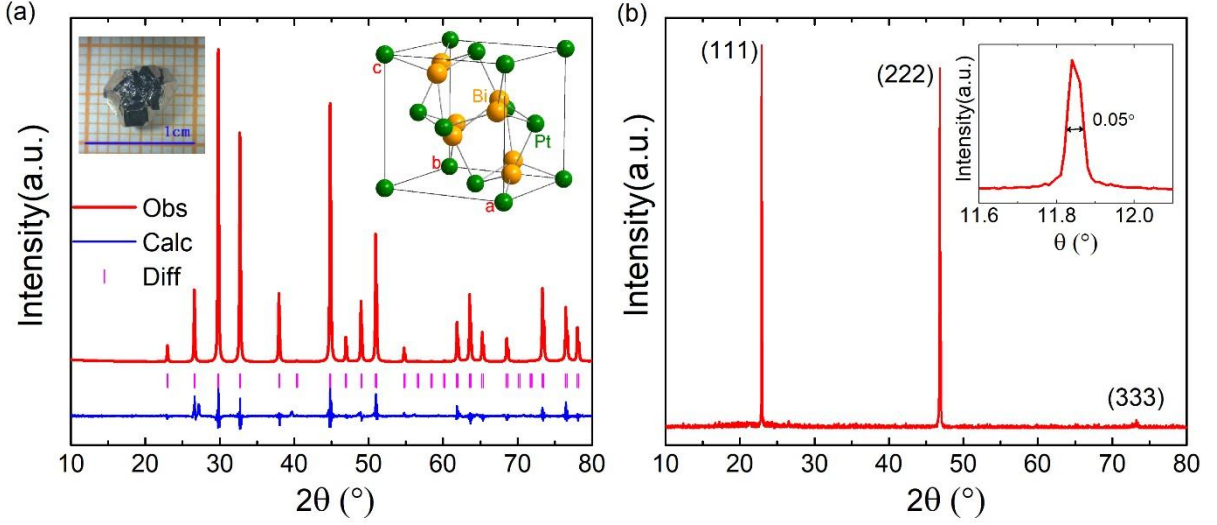 (a)
1cm
c
Bi
Pt
b
a
Obs
Calc
Diff
Intensity(a.u.)
10 20 30 40 50 60 70 80
2θ (°)
(b)
(111)
(222)
(333)
Intensity(a.u.)
0.05°
11.6 11.8 12.0
θ (°)
Intensity(a.u.)
10 20 30 40 50 60 70 80
2θ (°)